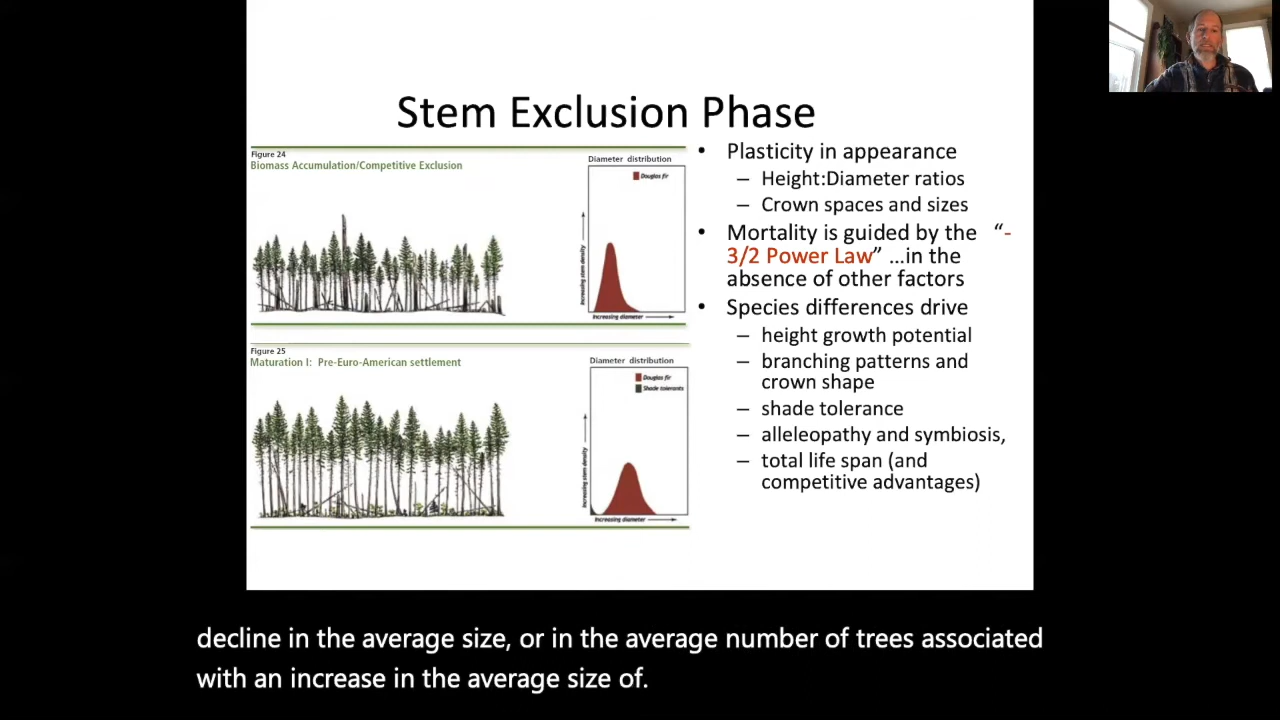 Stem Exclusion Phase
Figure 24
Biomass Accumulation/Competitive Exclusion
Diameter distribution
Douglas fir
Increasing stem density
Increasing diameter
Figure 25
Maturation I: Pre-Euro-American settlement
Diameter distribution
Douglas fir
Shade tolerants
Increasing stem density
Increasing diameter
• Plasticity in appearance
– Height:Diameter ratios
– Crown spaces and sizes
• Mortality is guided by the “-
3/2 Power Law” ...in the
absence of other factors
• Species differences drive
– height growth potential
– branching patterns and
crown shape
– shade tolerance
– alleleopathy and symbiosis,
– total life span (and
competitive advantages)
decline in the average size, or in the average number of trees associated
with an increase in the average size of.